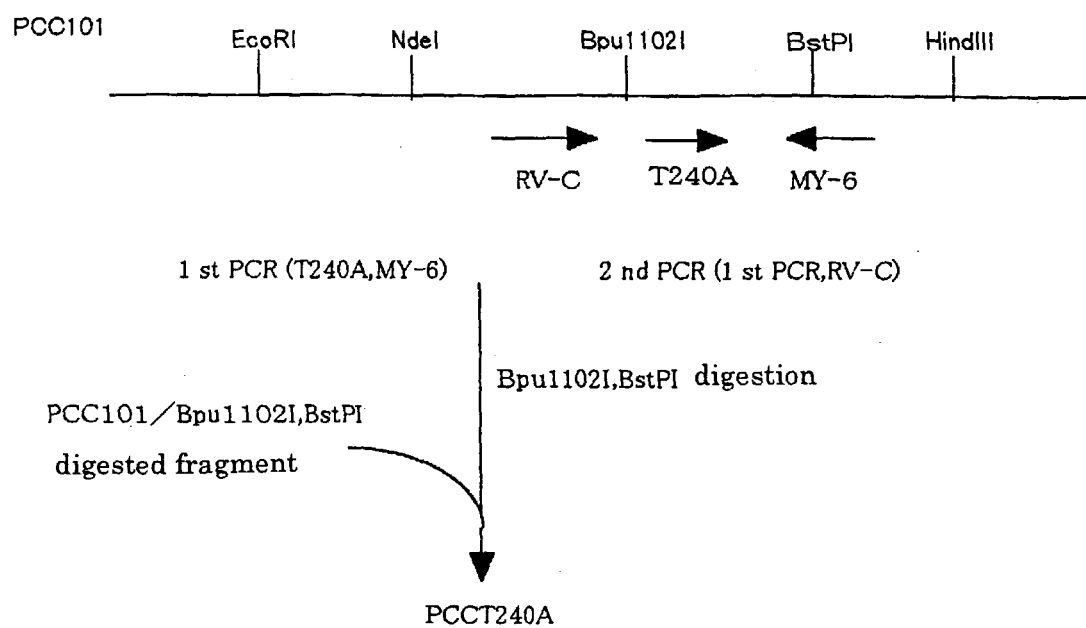 PCC101
EcoRI NdeI Bpu1102I BstPI HindIII
RV-C T240A MY-6
1 st PCR (T240A,MY-6) 2 nd PCR (1 st PCR,RV-C)
Bpu1102I,BstPI digestion
PCC101/Bpu1102I,BstPI
digested fragment
PCCT240A